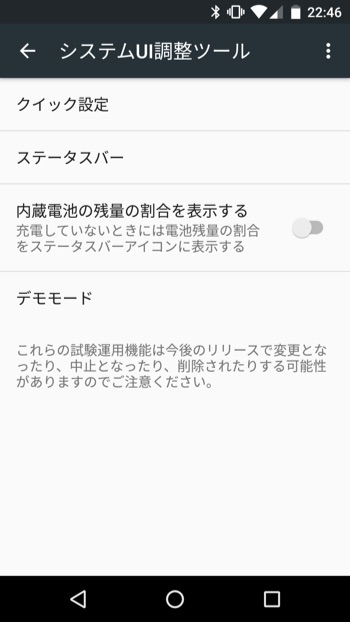 22:46
システムUI調整ツール
クイック設定
ステータスバー
内蔵電池の残量の割合を表示する
充電していないときには電池残量の割合
をステータスバーアイコンに表示する
デモモード
これらの試験運用機能は今後のリリースで変更とな
ったり、中止となったり、削除されたりする可能性
がありますのでご注意ください。